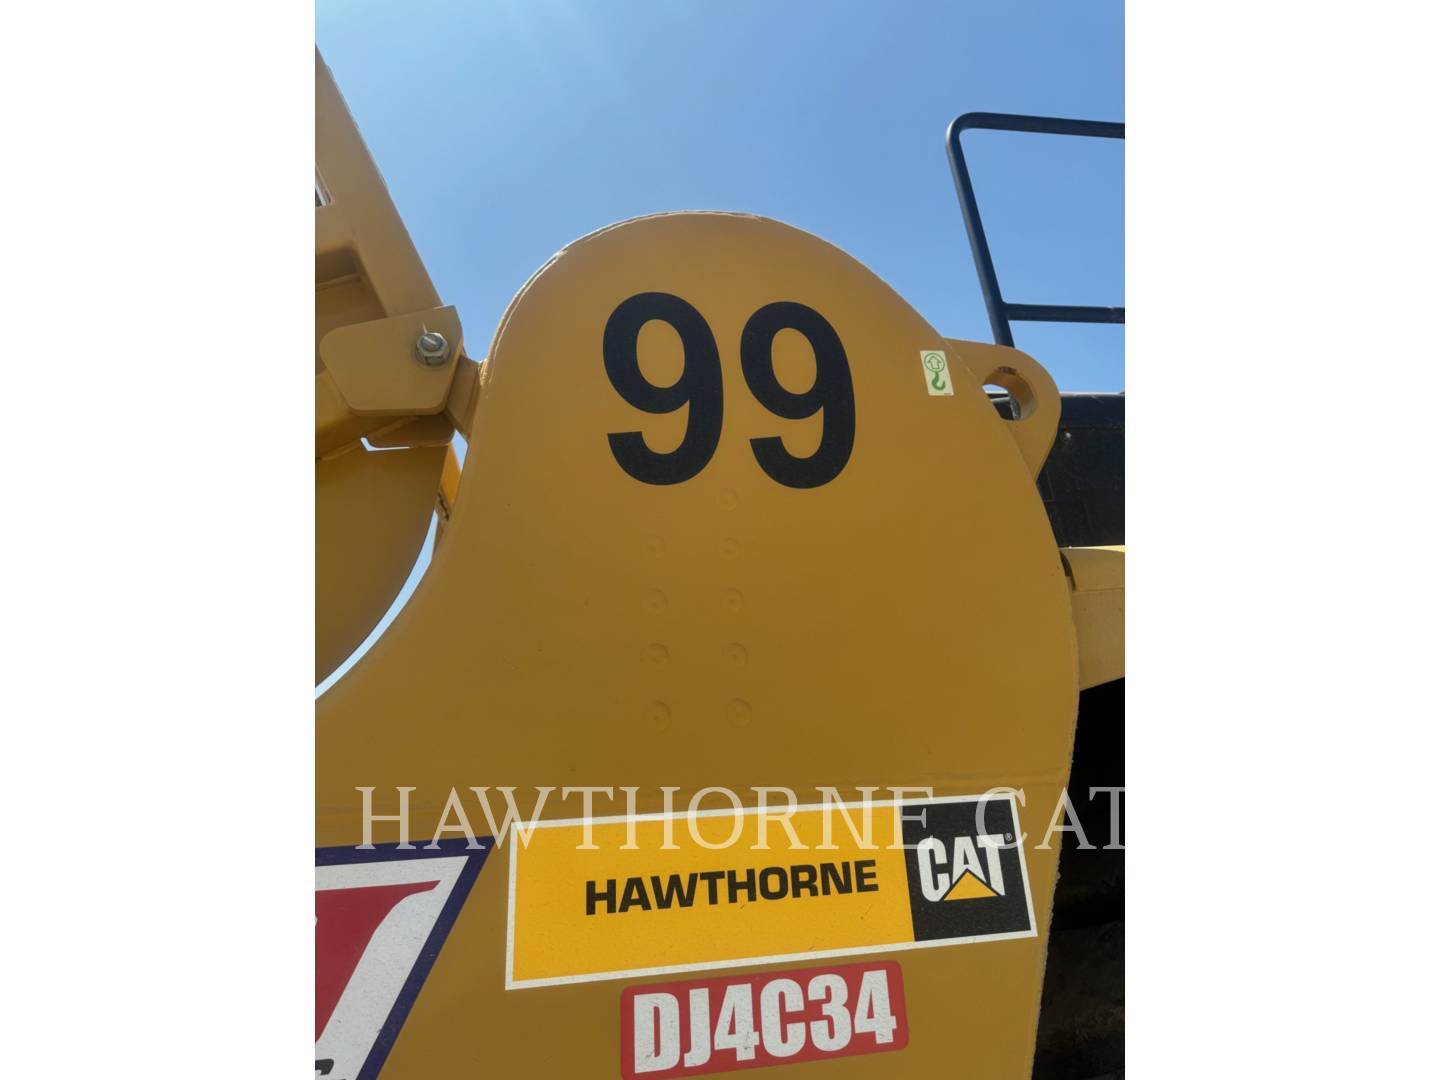 99
HAWTHORNE CAT
HAWTHORNE CAT®
DJ4C34